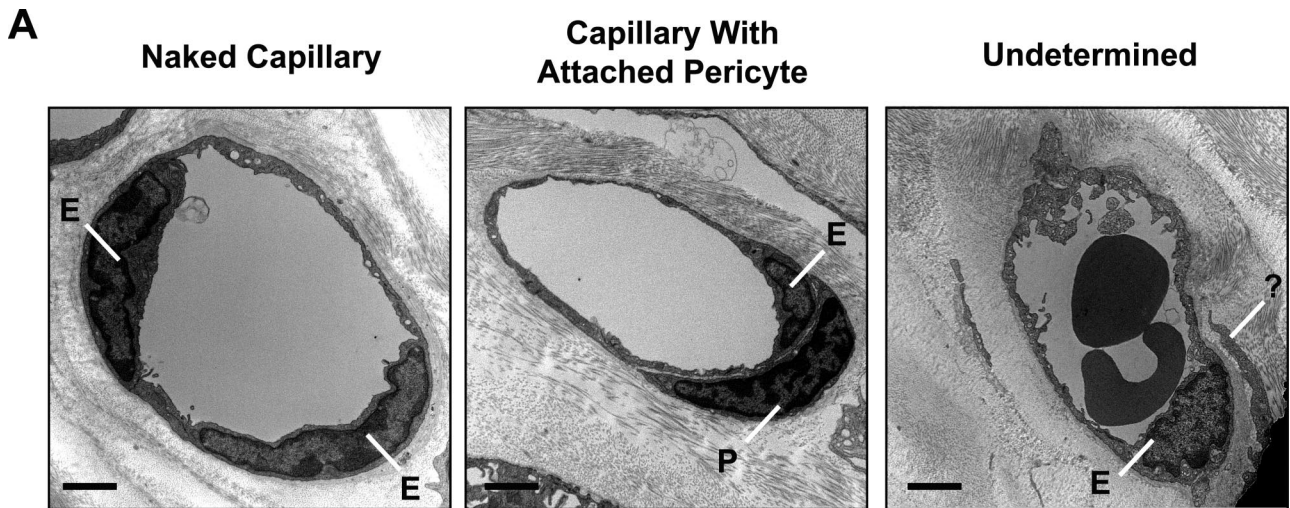 A
Naked Capillary
Capillary With
Attached Pericyte
Undetermined
E
E
E
P
?
E